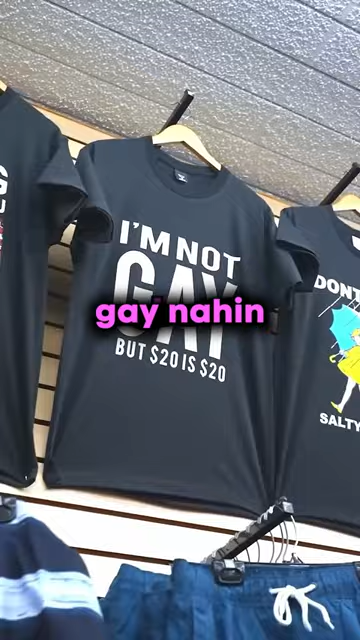 I'M NOT
GAY
gay nahin
BUT $20 IS $20
DONT
SALTY